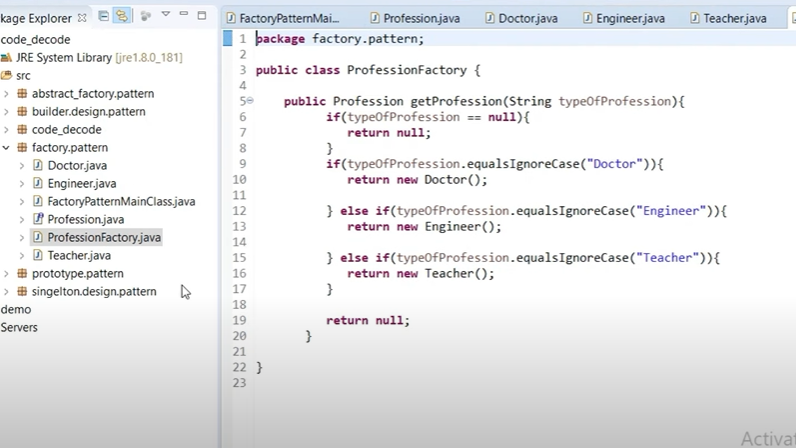 kage Explorer
code_decode
JRE System Library [jre1.8.0_181]
src
abstract_factory.pattern
builder.design.pattern
code_decode
factory.pattern
Doctor.java
Engineer.java
FactoryPatternMainClass.java
Profession.java
ProfessionFactory.java
Teacher.java
prototype.pattern
singelton.design.pattern
demo
Servers
FactoryPatternMai... Profession.java Doctor.java Engineer.java Teacher.java
1 package factory.pattern;
2
3 public class ProfessionFactory {
4
5 public Profession getProfession(String typeOfProfession){
6 if(typeOfProfession == null){
7 return null;
8 }
9 if(typeOfProfession.equalsIgnoreCase("Doctor")){
10 return new Doctor();
11
12 } else if(typeOfProfession.equalsIgnoreCase("Engineer")){
13 return new Engineer();
14
15 } else if(typeOfProfession.equalsIgnoreCase("Teacher")){
16 return new Teacher();
17 }
18
19 return null;
20 }
21
22 }
23
Activat